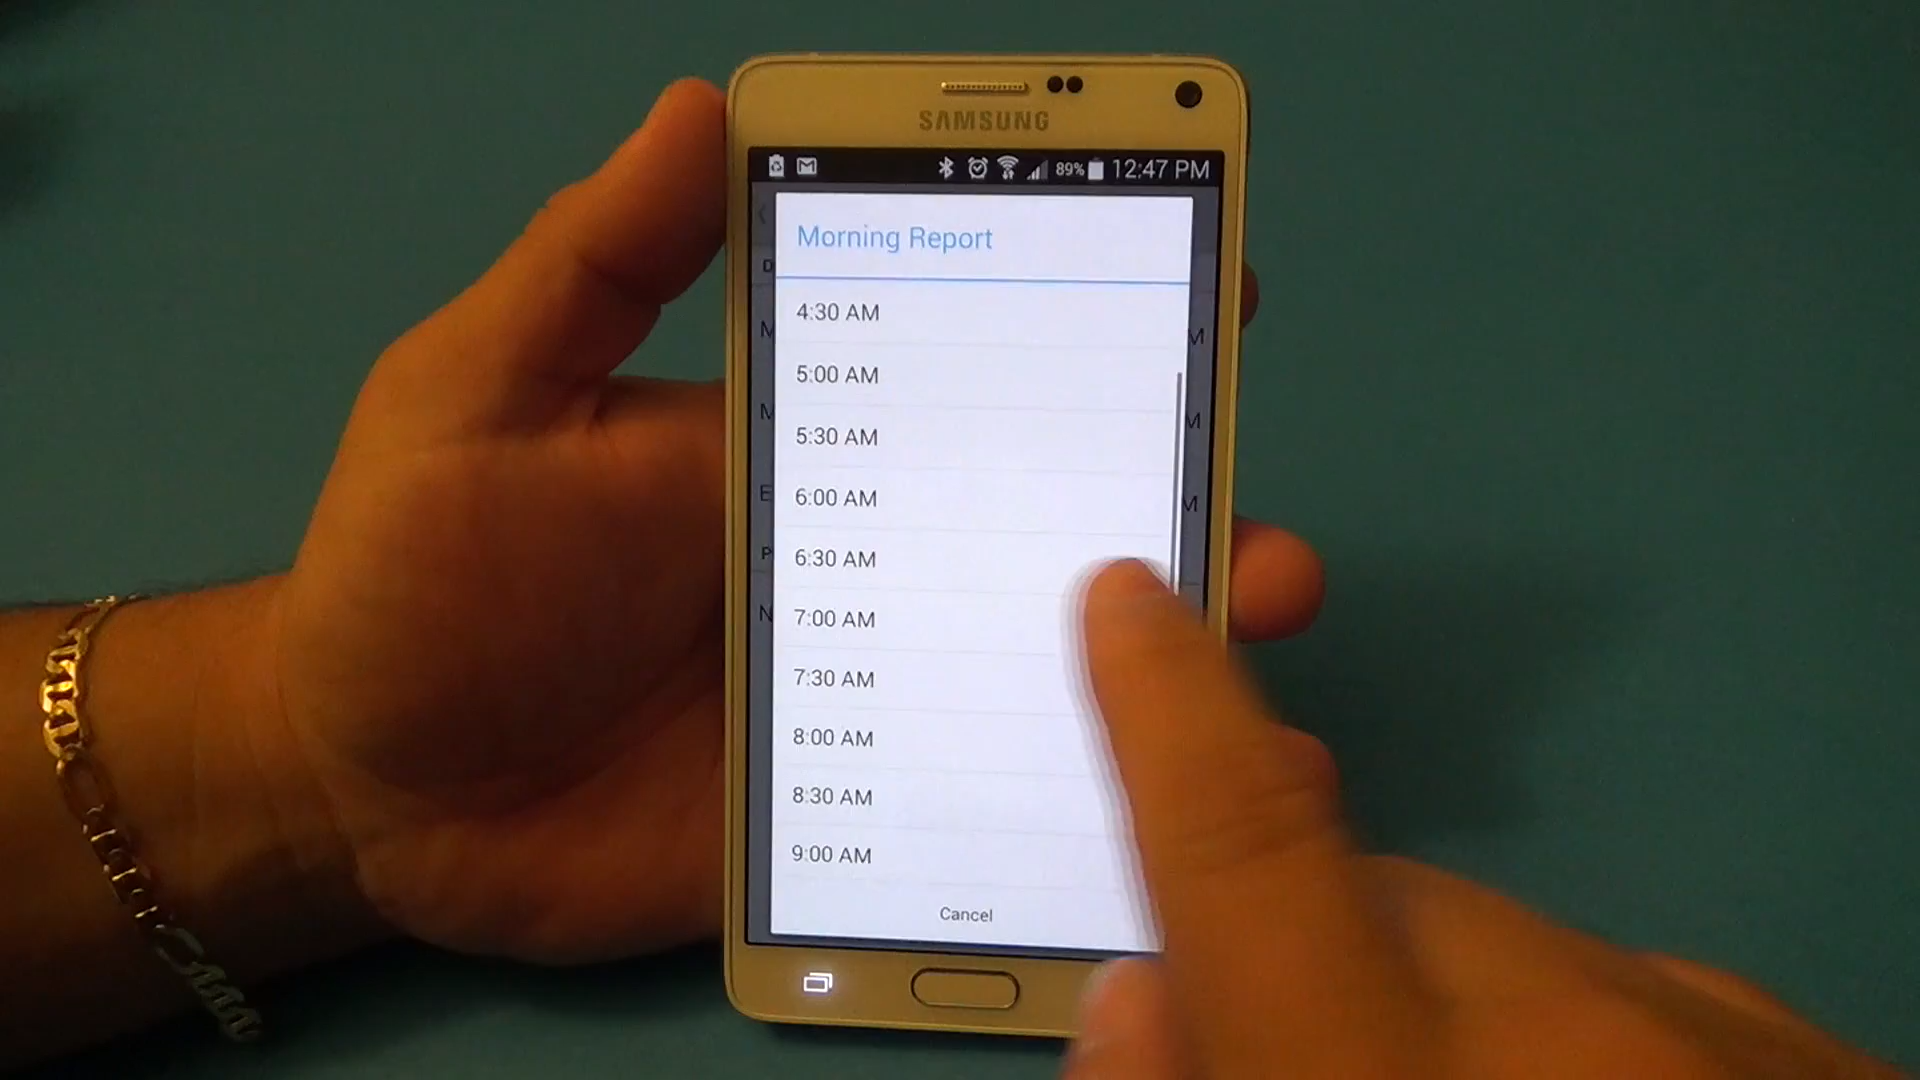 SAMSUNG
89% 12:47 PM
Morning Report
D
4:30 AM
M
M
5:00 AM
M
M
5:30 AM
E
6:00 AM
M
P
6:30 AM
N
7:00 AM
7:30 AM
8:00 AM
8:30 AM
9:00 AM
Cancel